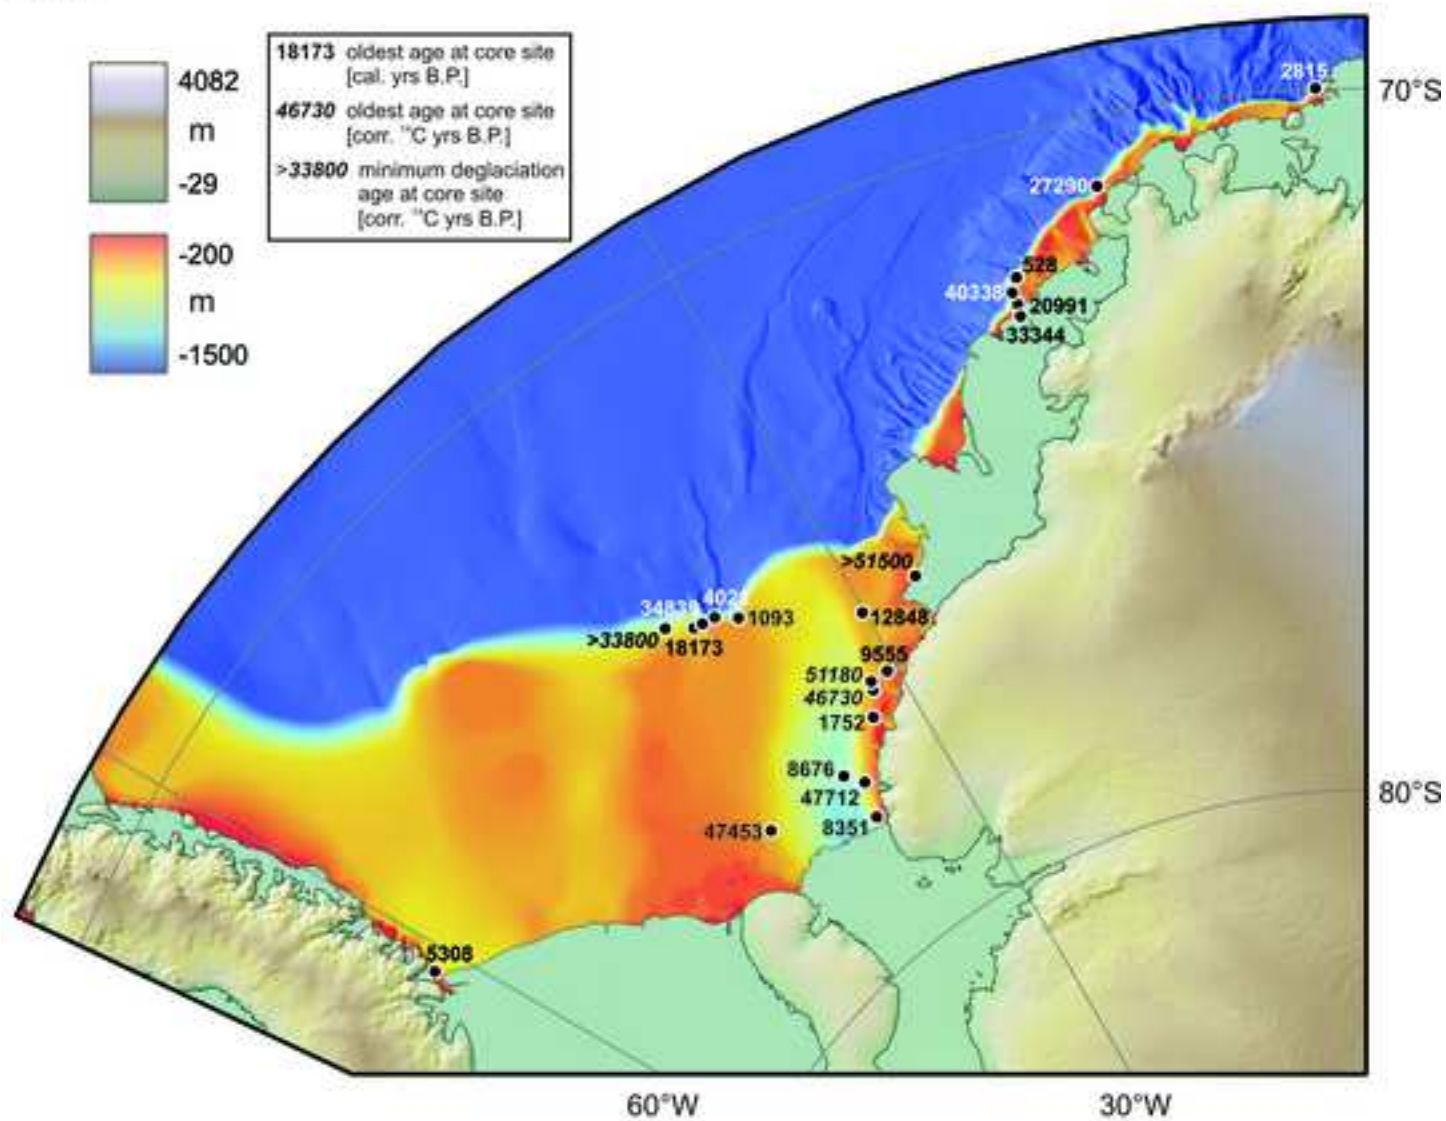 4082
m
-29
-200
m
-1500
18173 oldest age at core site
[cal. yrs B.P.]
46730 oldest age at core site
[corr. ¹⁴C yrs B.P.]
>33800 minimum deglaciation
age at core site
[corr. ¹⁴C yrs B.P.]
2815
70°S
27290
528
40338
20991
33344
>51500
34839
1093
12848
>33800
18173
9555
51180
46730
1752
8676
47712
80°S
47453
8351
5308
60°W
30°W